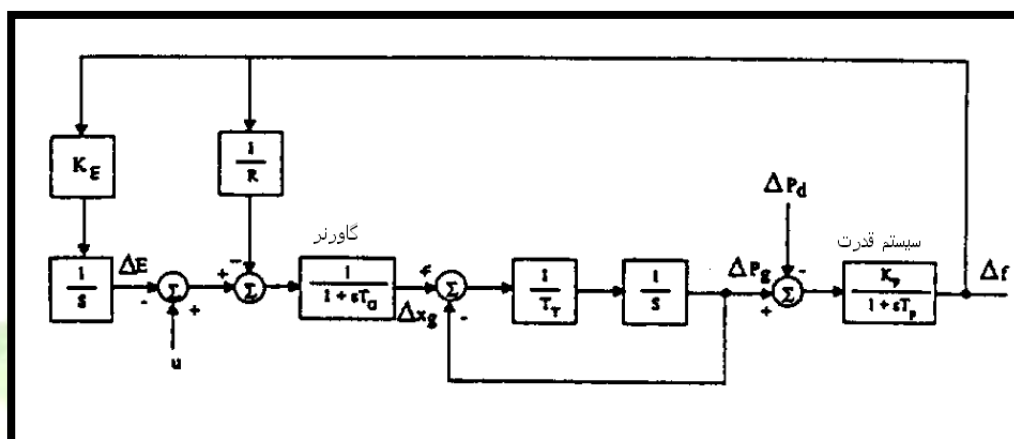 K_E
1/R
ΔP_d
گاورنر
سیستم قدرت
1/S
ΔE
Σ
Σ
1/(1 + sT_G)
Δx_g
Σ
1/T_T
1/S
ΔP_g
Σ
K_p/(1 + sT_p)
Δf
u